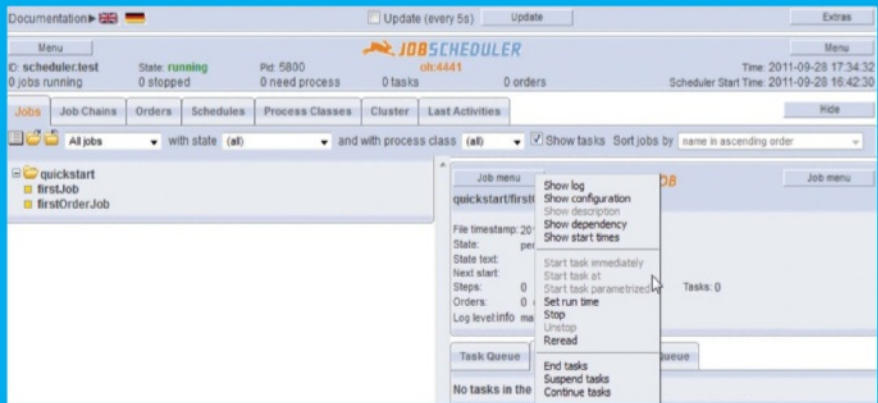 Documentation Update (every 5s) Update Extras
Menu JOBSCHEDULER Menu
ID: scheduler.test State: running Pid: 5800 oh:4441 Time: 2011-09-28 17:34:32
0 jobs running 0 stopped 0 need process 0 tasks 0 orders Scheduler Start Time: 2011-09-28 16:42:30
Jobs Job Chains Orders Schedules Process Classes Cluster Last Activities Hide
All jobs with state (all) and with process class (all) Show tasks Sort jobs by name in ascending order
quickstart
firstJob
firstOrderJob
Job menu OB Job menu
quickstart/first
File timestamp: 20
State: per
State text:
Next start:
Steps: 0 Tasks: 0
Orders: 0
Log level: info ma
Show log
Show configuration
Show description
Show dependency
Show start times
Start task immediately
Start task at
Start task parametrized
Set run time
Stop
Unstop
Reread
End tasks
Suspend tasks
Continue tasks
Task Queue ueue
No tasks in the